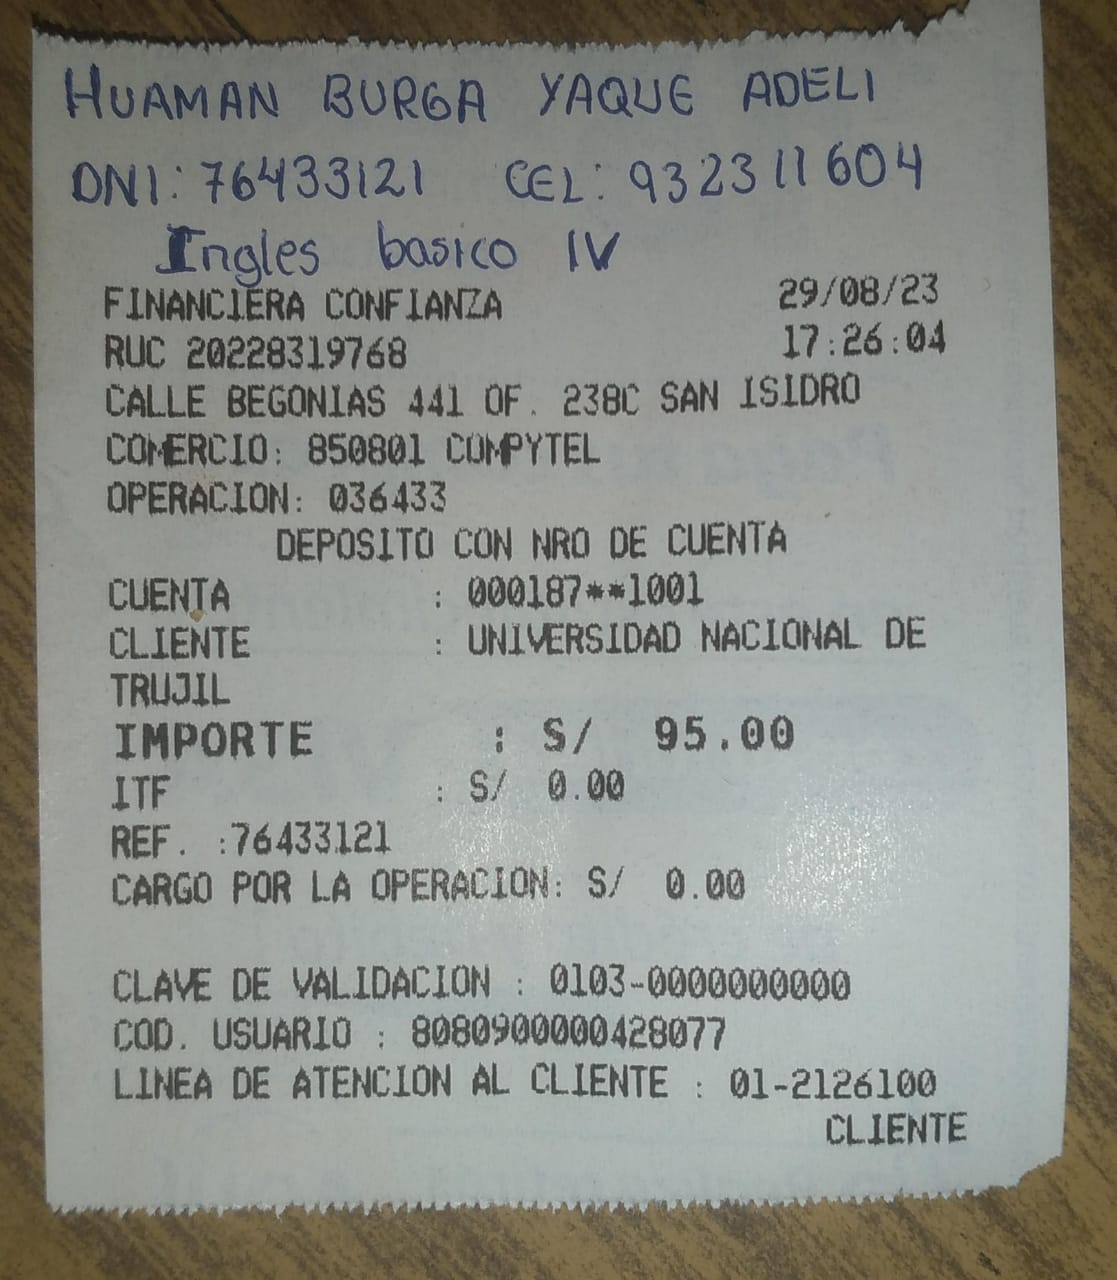 HUAMAN BURGA YAQUE ADELI
DNI: 76433121 CEL: 932311604
Ingles basico IV
FINANCIERA CONFIANZA 29/08/23
RUC 20228319768 17:26:04
CALLE BEGONIAS 441 OF. 238C SAN ISIDRO
COMERCIO: 850801 COMPYTEL
OPERACION: 036433
DEPOSITO CON NRO DE CUENTA
CUENTA : 000187**1001
CLIENTE : UNIVERSIDAD NACIONAL DE
TRUJIL
IMPORTE : S/ 95.00
ITF : S/ 0.00
REF. :76433121
CARGO POR LA OPERACION: S/ 0.00
CLAVE DE VALIDACION : 0103-0000000000
COD. USUARIO : 8080900000428077
LINEA DE ATENCION AL CLIENTE : 01-2126100
CLIENTE